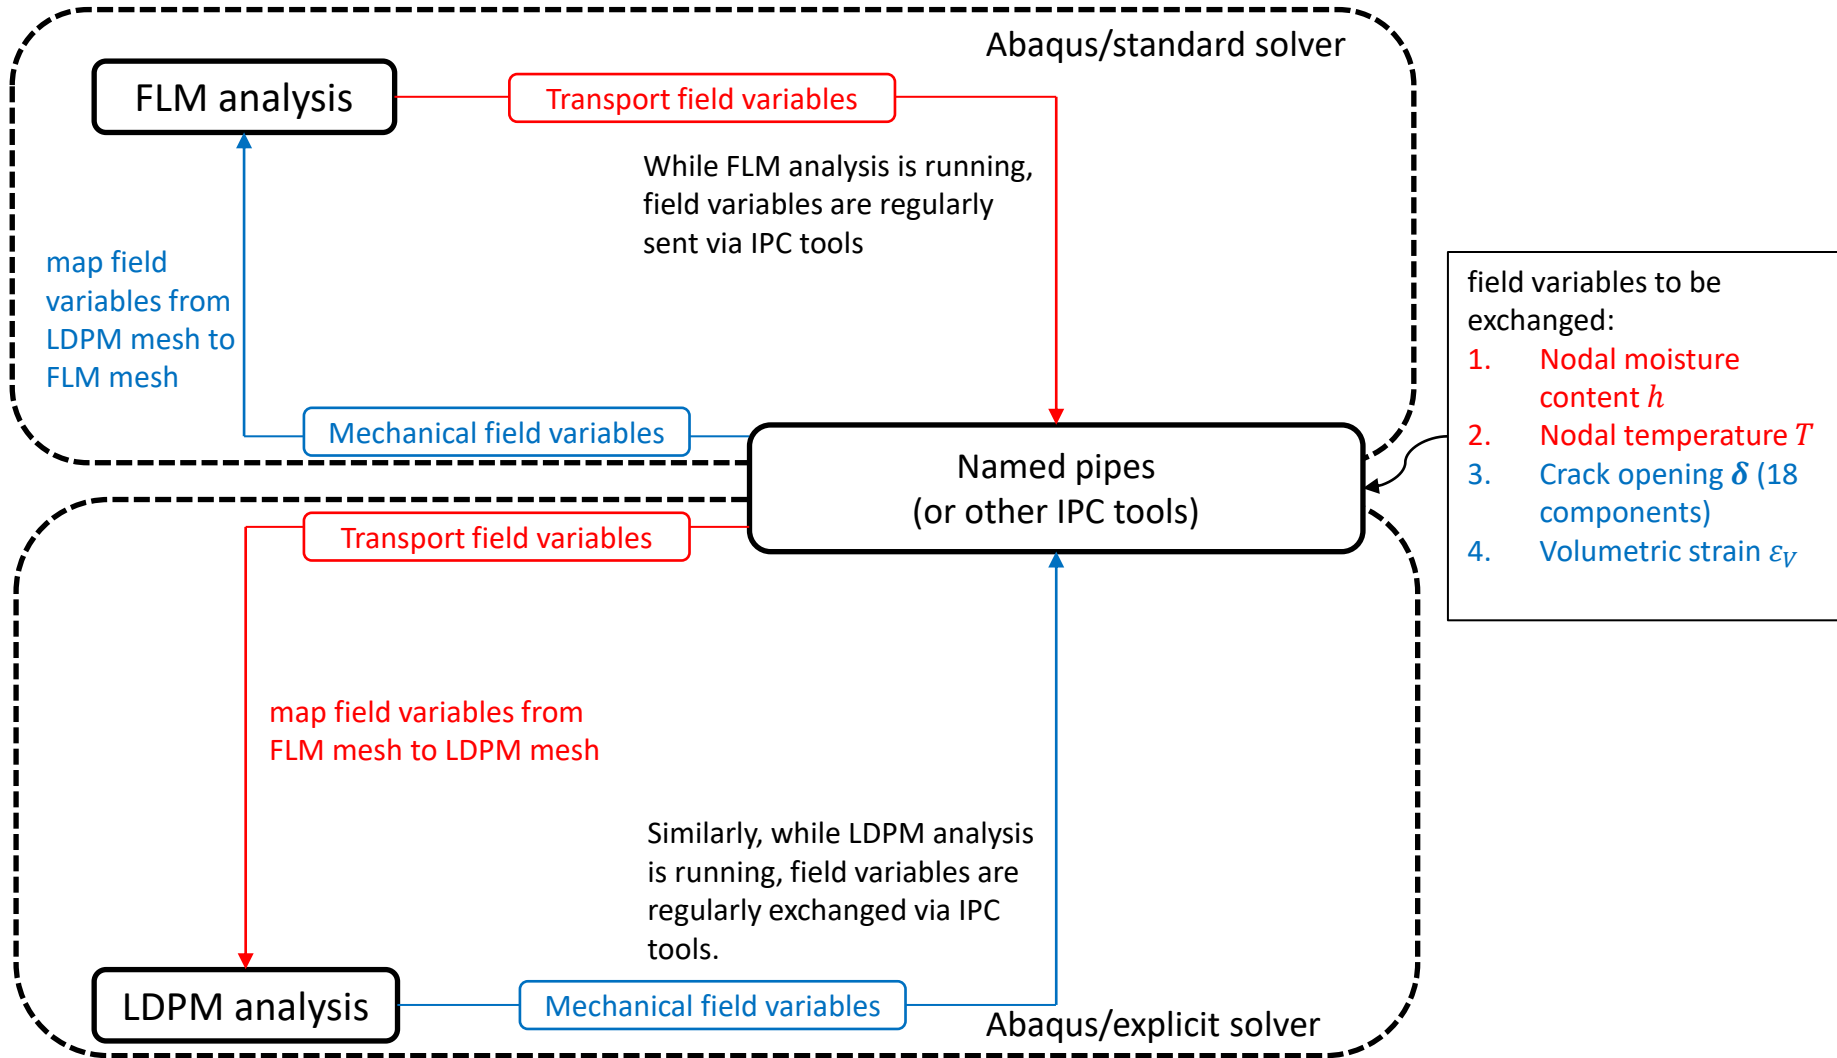 Abaqus/standard solver
FLM analysis
Transport field variables
While FLM analysis is running,
field variables are regularly
sent via IPC tools
map field
variables from
LDPM mesh to
FLM mesh
Mechanical field variables
Named pipes
(or other IPC tools)
field variables to be
exchanged:
1. Nodal moisture
content h
2. Nodal temperature T
3. Crack opening δ (18
components)
4. Volumetric strain εV
Transport field variables
map field variables from
FLM mesh to LDPM mesh
Similarly, while LDPM analysis
is running, field variables are
regularly exchanged via IPC
tools.
LDPM analysis
Mechanical field variables
Abaqus/explicit solver